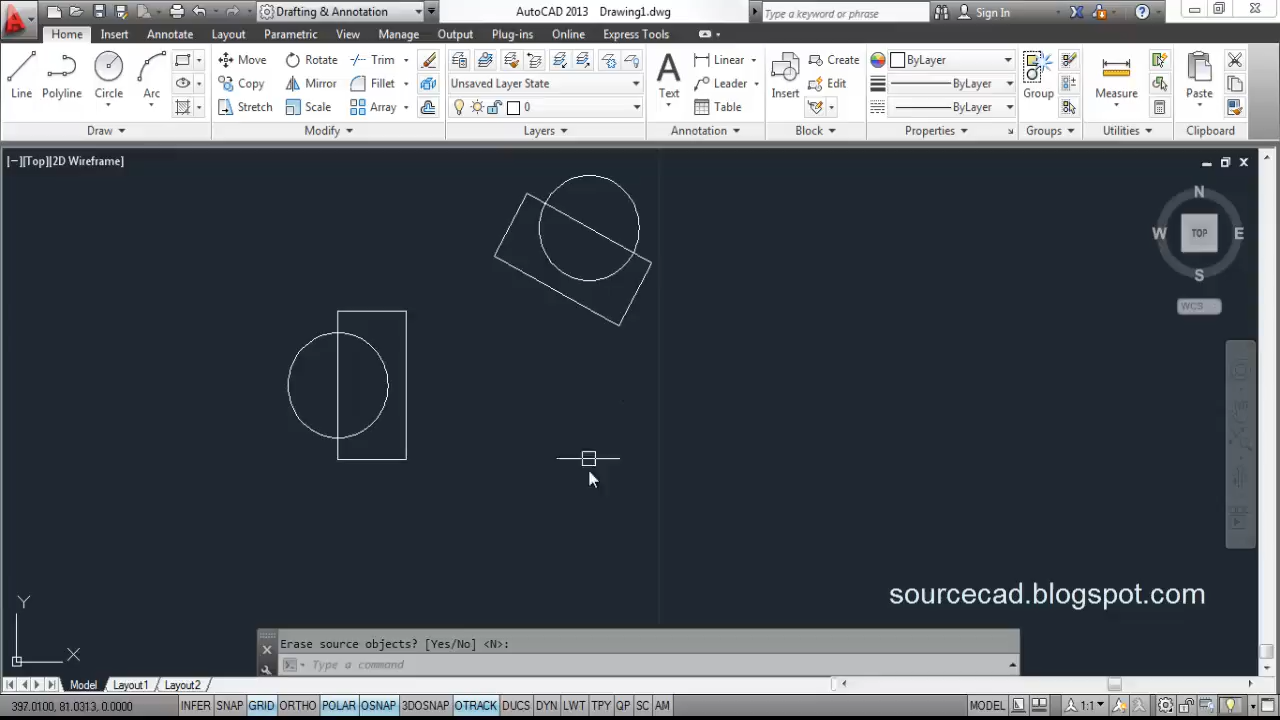 Drafting & Annotation
AutoCAD 2013 Drawing1.dwg
Type a keyword or phrase
Sign In
Home Insert Annotate Layout Parametric View Manage Output Plug-ins Online Express Tools
Line Polyline Circle Arc
Move Rotate Trim
Copy Mirror Fillet
Stretch Scale Array
Unsaved Layer State
0
Text
Linear
Leader
Table
Insert
Create
Edit
ByLayer
ByLayer
ByLayer
Group
Measure
Paste
Draw Modify Layers Annotation Block Properties Groups Utilities Clipboard
[−][Top][2D Wireframe]
N
W TOP E
S
WCS
sourcecad.blogspot.com
Y
X
Erase source objects? [Yes/No] <N>:
Type a command
Model Layout1 Layout2
397.0100, 81.0313, 0.0000 INFER SNAP GRID ORTHO POLAR OSNAP 3DOSNAP OTRACK DUCS DYN LWT TPY QP SC AM MODEL 1:1